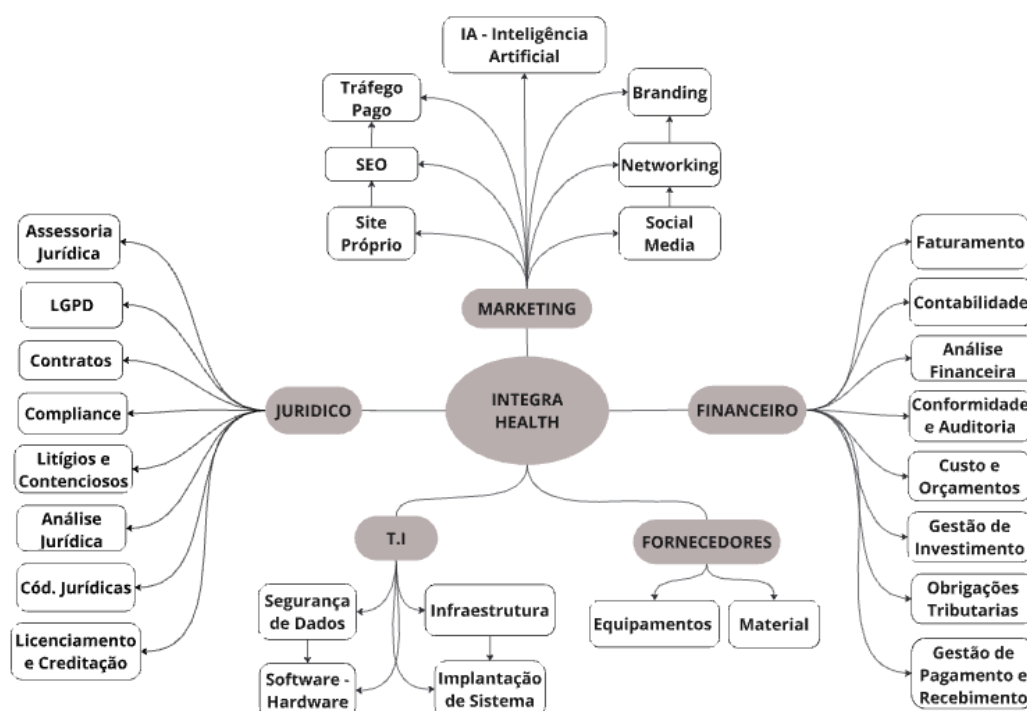 IA - Inteligência
Artificial
Tráfego
Pago
SEO
Site
Próprio
Branding
Networking
Social
Media
MARKETING
INTEGRA
HEALTH
JURIDICO
Assessoria
Jurídica
LGPD
Contratos
Compliance
Litígios e
Contenciosos
Análise
Jurídica
Cód. Jurídicas
Licenciamento
e Creditação
FINANCEIRO
Faturamento
Contabilidade
Análise
Financeira
Conformidade
e Auditoria
Custo e
Orçamentos
Gestão de
Investimento
Obrigações
Tributarias
Gestão de
Pagamento e
Recebimento
T.I
Segurança
de Dados
Software -
Hardware
Infraestrutura
Implantação
de Sistema
FORNECEDORES
Equipamentos
Material